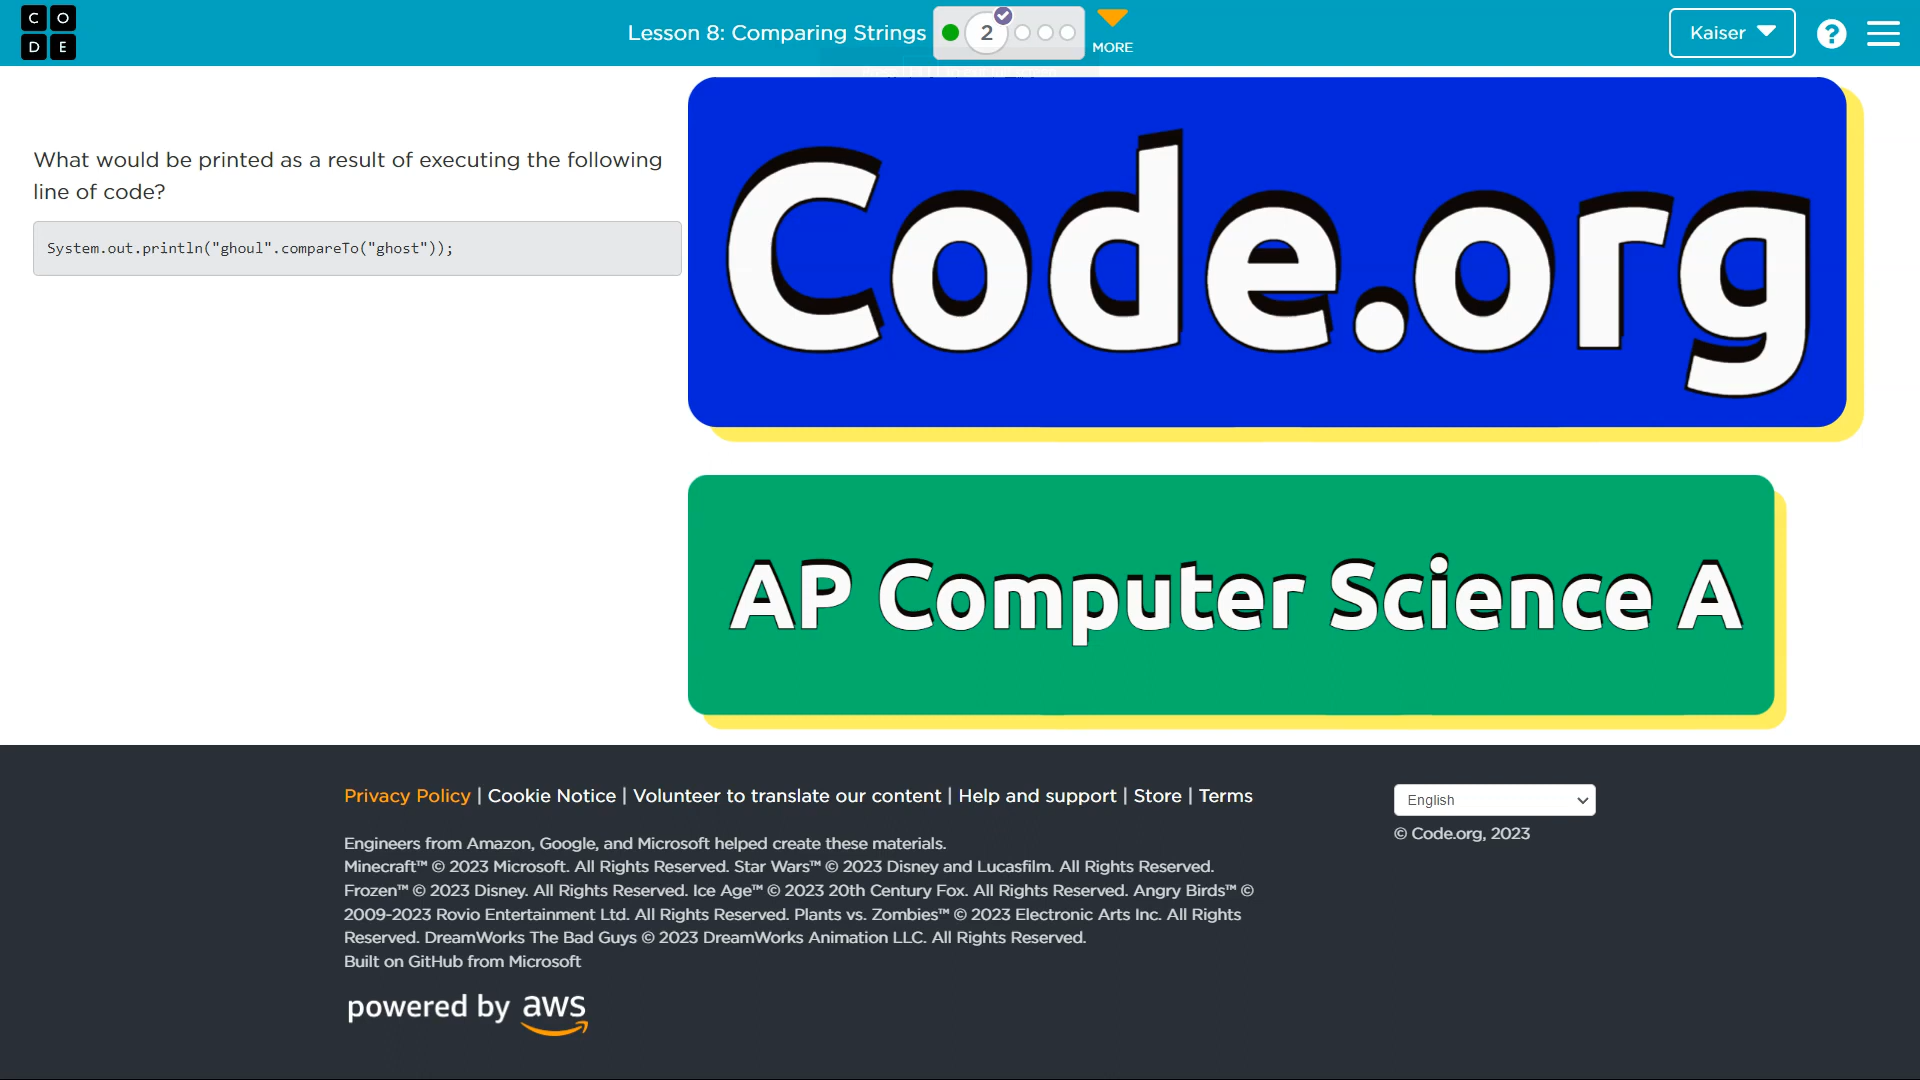 C O
D E
Lesson 8: Comparing Strings
2
MORE
Kaiser
?
What would be printed as a result of executing the following
line of code?
System.out.println("ghoul".compareTo("ghost"));
Code.org
AP Computer Science A
Privacy Policy | Cookie Notice | Volunteer to translate our content | Help and support | Store | Terms
English
© Code.org, 2023
Engineers from Amazon, Google, and Microsoft helped create these materials.
Minecraft™ © 2023 Microsoft. All Rights Reserved. Star Wars™ © 2023 Disney and Lucasfilm. All Rights Reserved.
Frozen™ © 2023 Disney. All Rights Reserved. Ice Age™ © 2023 20th Century Fox. All Rights Reserved. Angry Birds™ ©
2009-2023 Rovio Entertainment Ltd. All Rights Reserved. Plants vs. Zombies™ © 2023 Electronic Arts Inc. All Rights
Reserved. DreamWorks The Bad Guys © 2023 DreamWorks Animation LLC. All Rights Reserved.
Built on GitHub from Microsoft
powered by aws